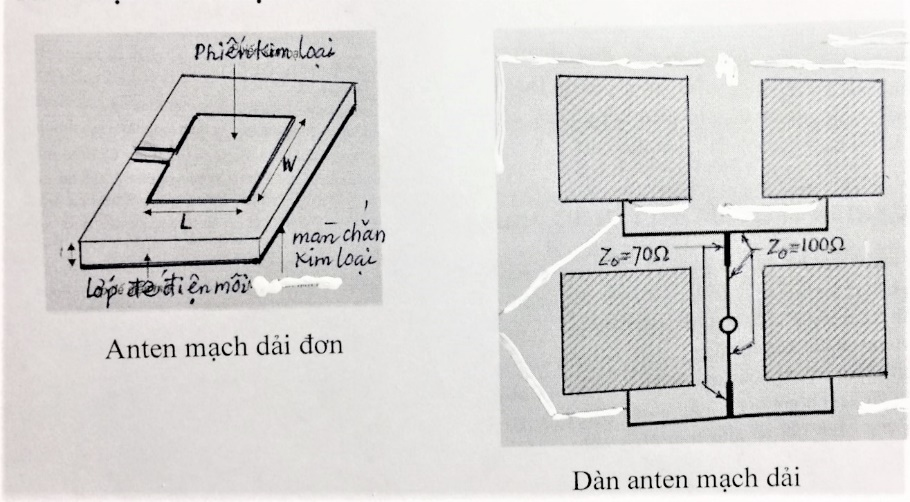 Phiến kim loại
W
L
màn chắn
kim loại
Lớp đế điện môi
Anten mạch dải đơn
Z₀=70Ω
Z₀=100Ω
Dàn anten mạch dải